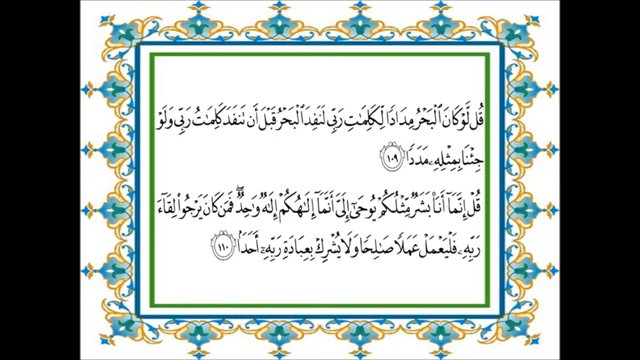 قُل لَّوْ كَانَ ٱلْبَحْرُ مِدَادًا لِّكَلِمَٰتِ رَبِّى لَنَفِدَ ٱلْبَحْرُ قَبْلَ أَن تَنفَدَ كَلِمَٰتُ رَبِّى وَلَوْ
جِئْنَا بِمِثْلِهِۦ مَدَدًا ١٠٩
قُلْ إِنَّمَآ أَنَا۠ بَشَرٌ مِّثْلُكُمْ يُوحَىٰٓ إِلَىَّ أَنَّمَآ إِلَٰهُكُمْ إِلَٰهٌ وَٰحِدٌ ۖ فَمَن كَانَ يَرْجُوا۟ لِقَآءَ
رَبِّهِۦ فَلْيَعْمَلْ عَمَلًا صَٰلِحًا وَلَا يُشْرِكْ بِعِبَادَةِ رَبِّهِۦٓ أَحَدًۢا ١١٠